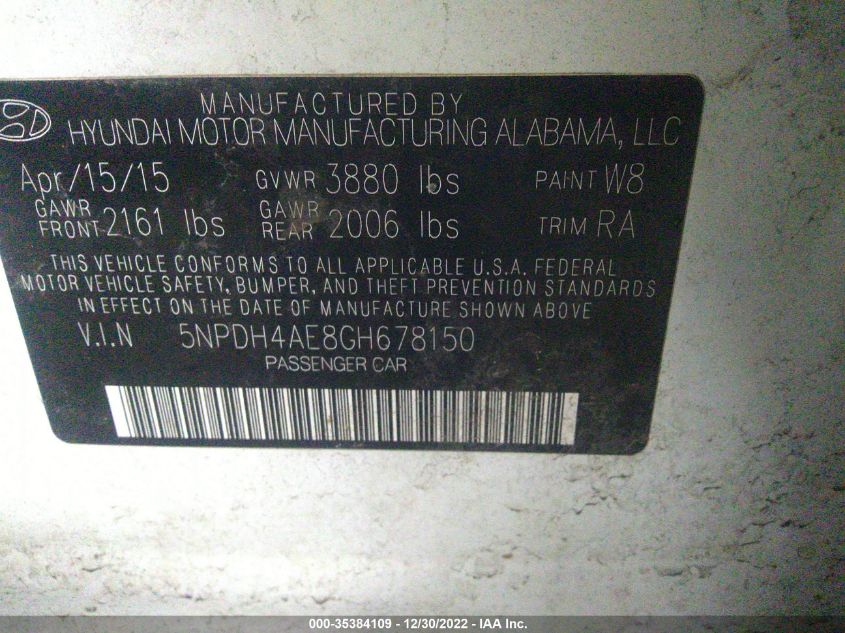 MANUFACTURED BY
HYUNDAI MOTOR MANUFACTURING ALABAMA, LLC
Apr/15/15 GVWR 3880 lbs PAINT W8
GAWR FRONT 2161 lbs GAWR REAR 2006 lbs TRIM RA
THIS VEHICLE CONFORMS TO ALL APPLICABLE U.S.A. FEDERAL
MOTOR VEHICLE SAFETY, BUMPER, AND THEFT PREVENTION STANDARDS
IN EFFECT ON THE DATE OF MANUFACTURE SHOWN ABOVE
V.I.N 5NPDH4AE8GH678150
PASSENGER CAR
000-35384109 - 12/30/2022 - IAA Inc.